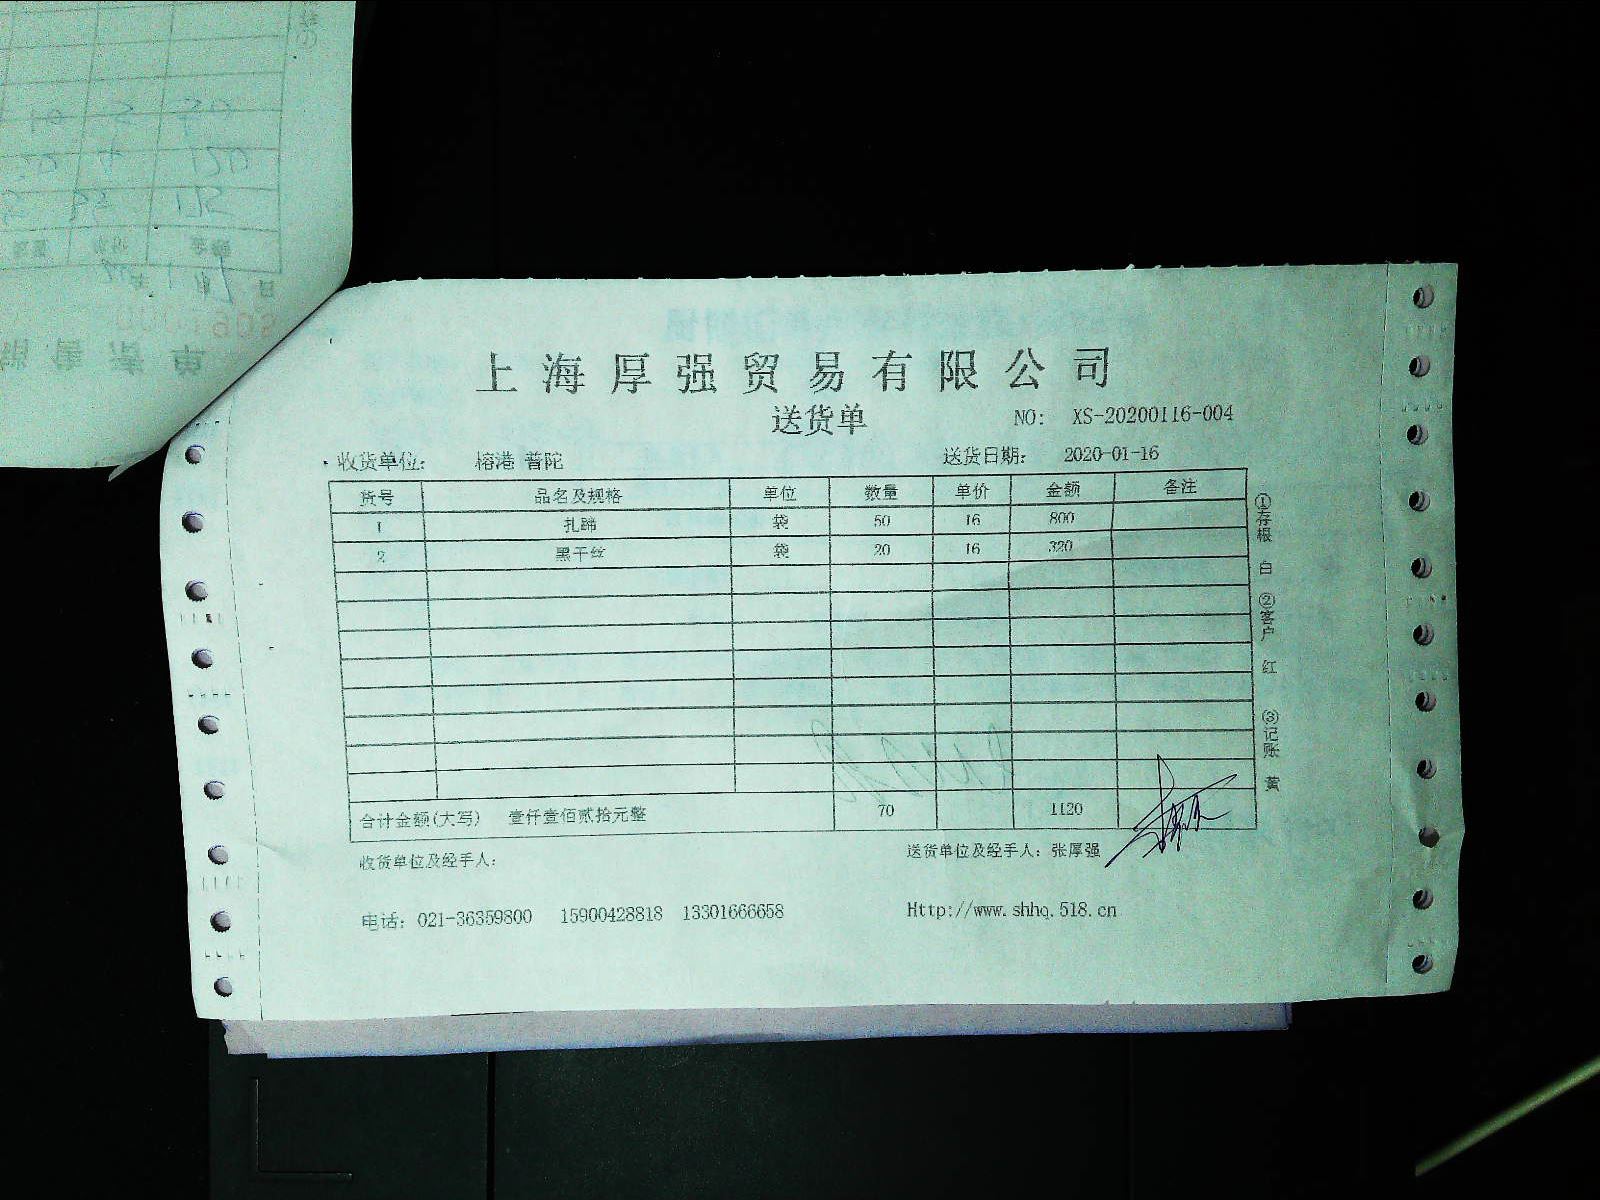 上海厚强贸易有限公司
送货单 NO: XS-20200116-004
收货单位: 榕港 普陀 送货日期: 2020-01-16
货号 品名及规格 单位 数量 单价 金额 备注
1 扎蹄 袋 50 16 800
2 黑干丝 袋 20 16 320
合计金额(大写) 壹仟壹佰贰拾元整 70 1120
收货单位及经手人: 送货单位及经手人: 张厚强
电话: 021-36359800 15900428818 13301666658 Http://www.shhq.518.cn
①存根 白 ②客户 红 ③记账 黄